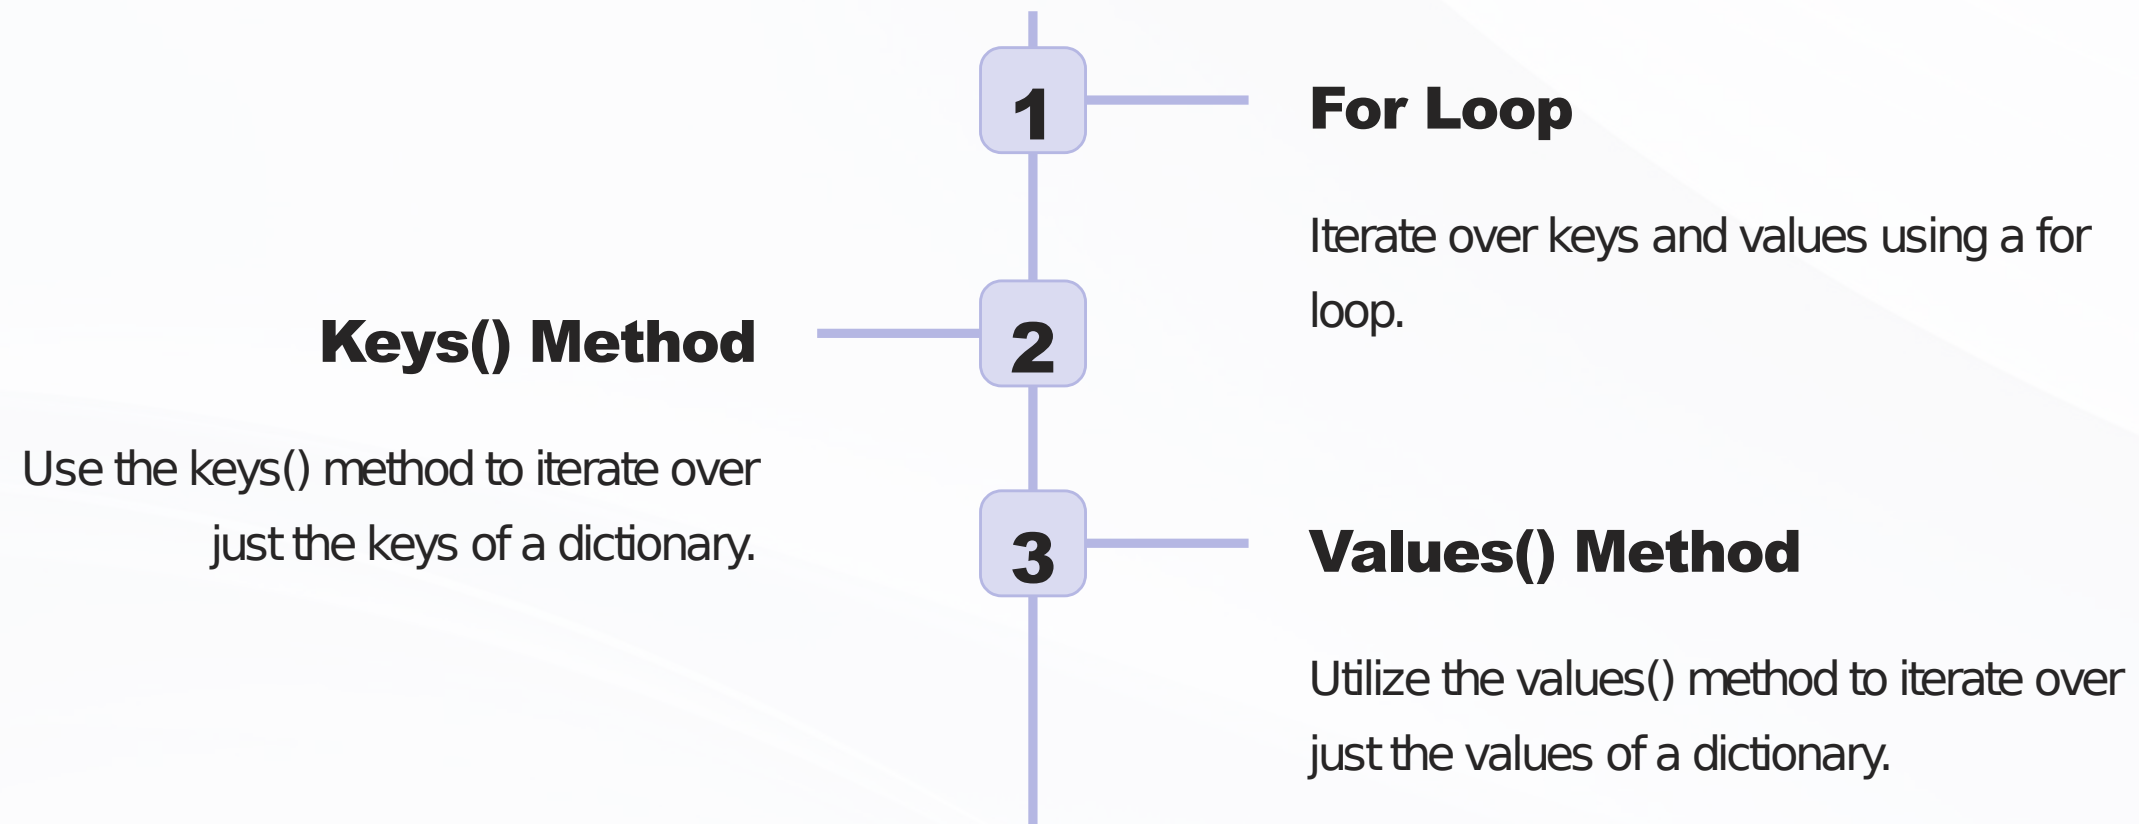 1
For Loop
Iterate over keys and values using a for
loop.
2
Keys() Method
Use the keys() method to iterate over
just the keys of a dictionary.
3
Values() Method
Utilize the values() method to iterate over
just the values of a dictionary.